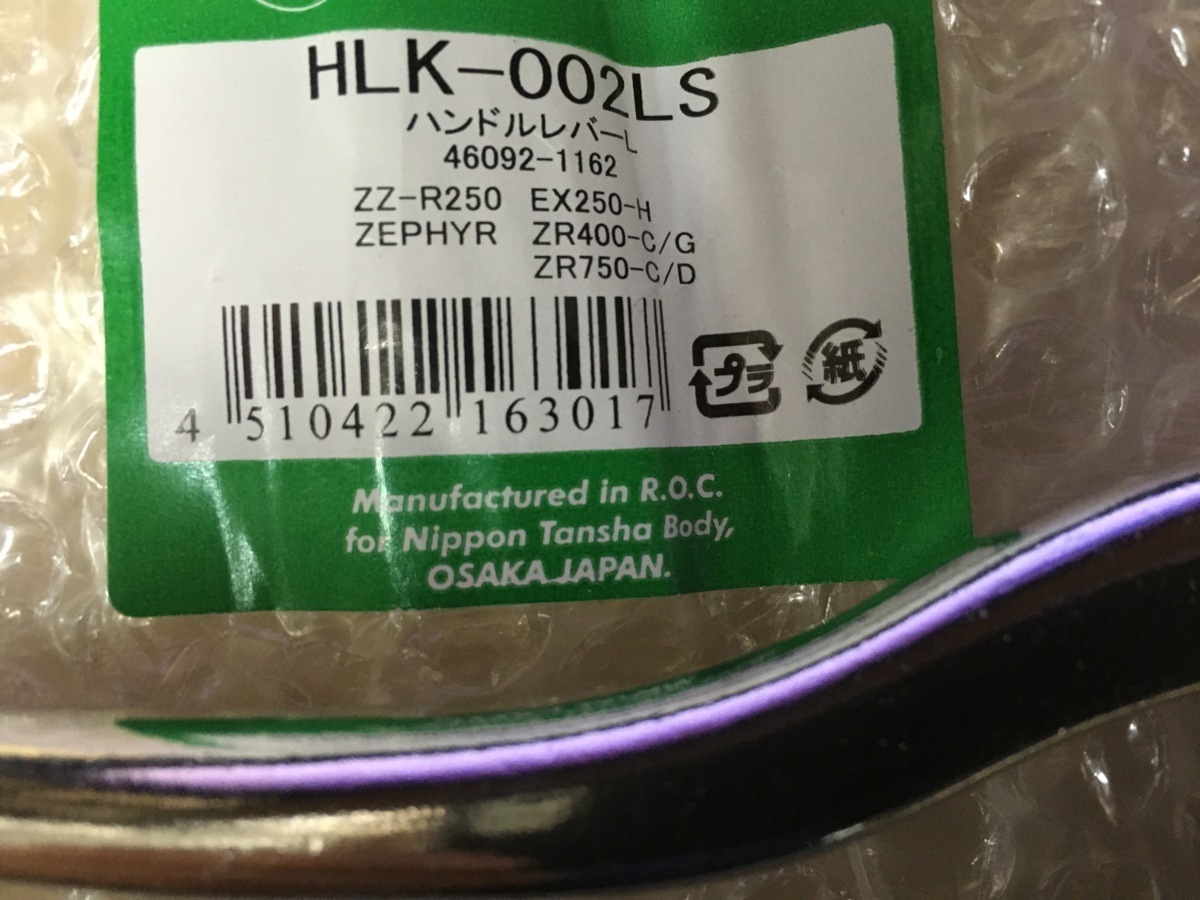 HLK-002LS
ハンドルレバーL
46092-1162
ZZ-R250 EX250-H
ZEPHYR ZR400-C/G
ZR750-C/D
プラ
紙
4 510422 163017
Manufactured in R.O.C.
for Nippon Tansha Body,
OSAKA JAPAN.